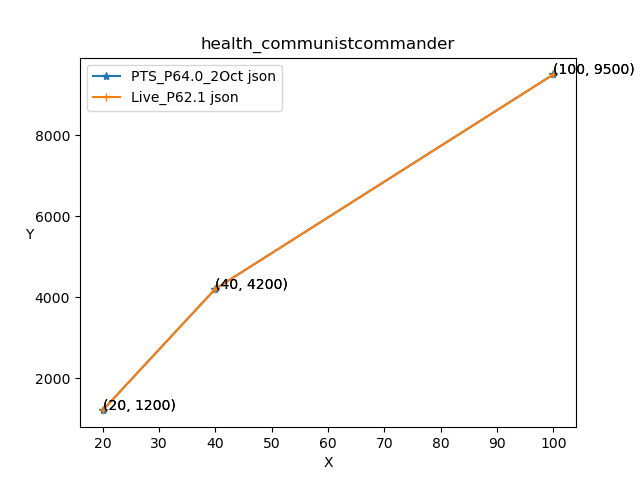 health_communistcommander
PTS_P64.0_2Oct json
Live_P62.1 json
(100, 9500)
8000
6000
Y
(40, 4200)
4000
2000
(20, 1200)
20 30 40 50 60 70 80 90 100
X